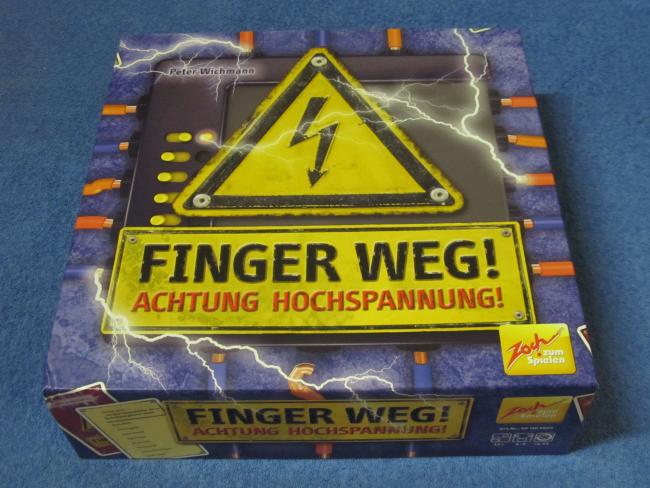 Peter Wichmann
FINGER WEG!
ACHTUNG HOCHSPANNUNG!
Zoch
zum
Spielen
FINGER WEG!
ACHTUNG HOCHSPANNUNG!
Zoch
zum
Spielen